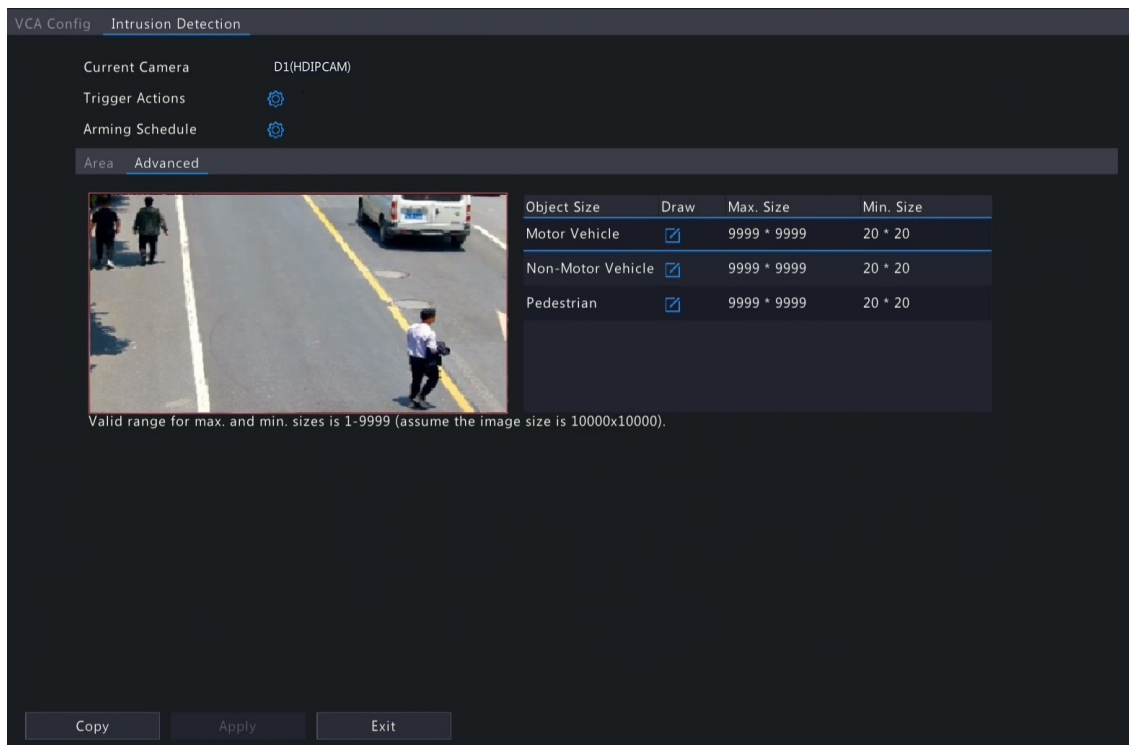 VCA Config Intrusion Detection
Current Camera D1(HDIPCAM)
Trigger Actions
Arming Schedule
Area Advanced
Object Size Draw Max. Size Min. Size
Motor Vehicle 9999 * 9999 20 * 20
Non-Motor Vehicle 9999 * 9999 20 * 20
Pedestrian 9999 * 9999 20 * 20
Valid range for max. and min. sizes is 1-9999 (assume the image size is 10000x10000).
Copy Apply Exit